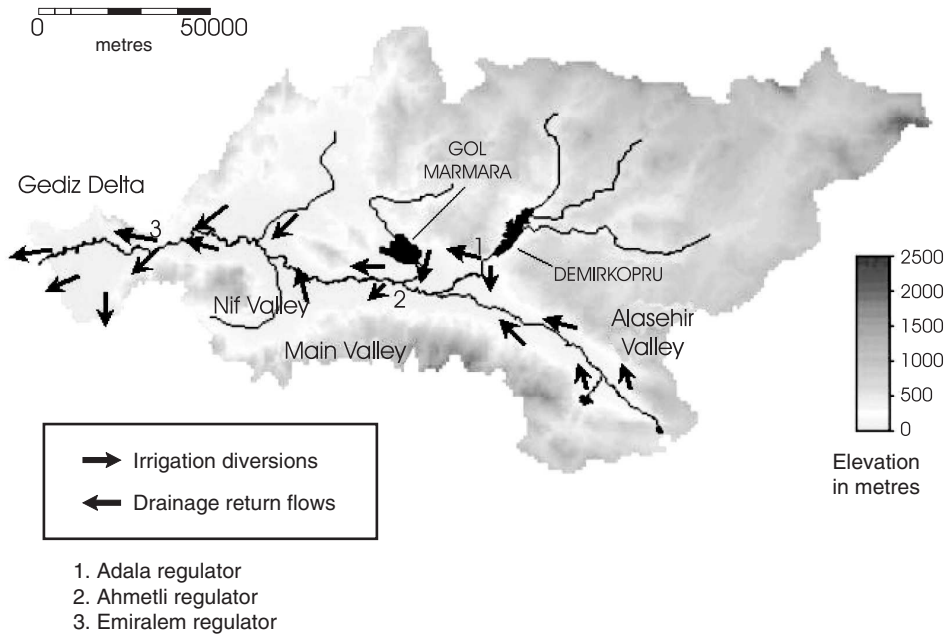 0 50000
metres
GOL
MARMARA
Gediz Delta
3
1
DEMIRKOPRU
2
Nif Valley
Main Valley
Alasehir
Valley
2500
2000
1500
1000
500
0
Elevation
in metres
Irrigation diversions
Drainage return flows
1. Adala regulator
2. Ahmetli regulator
3. Emiralem regulator